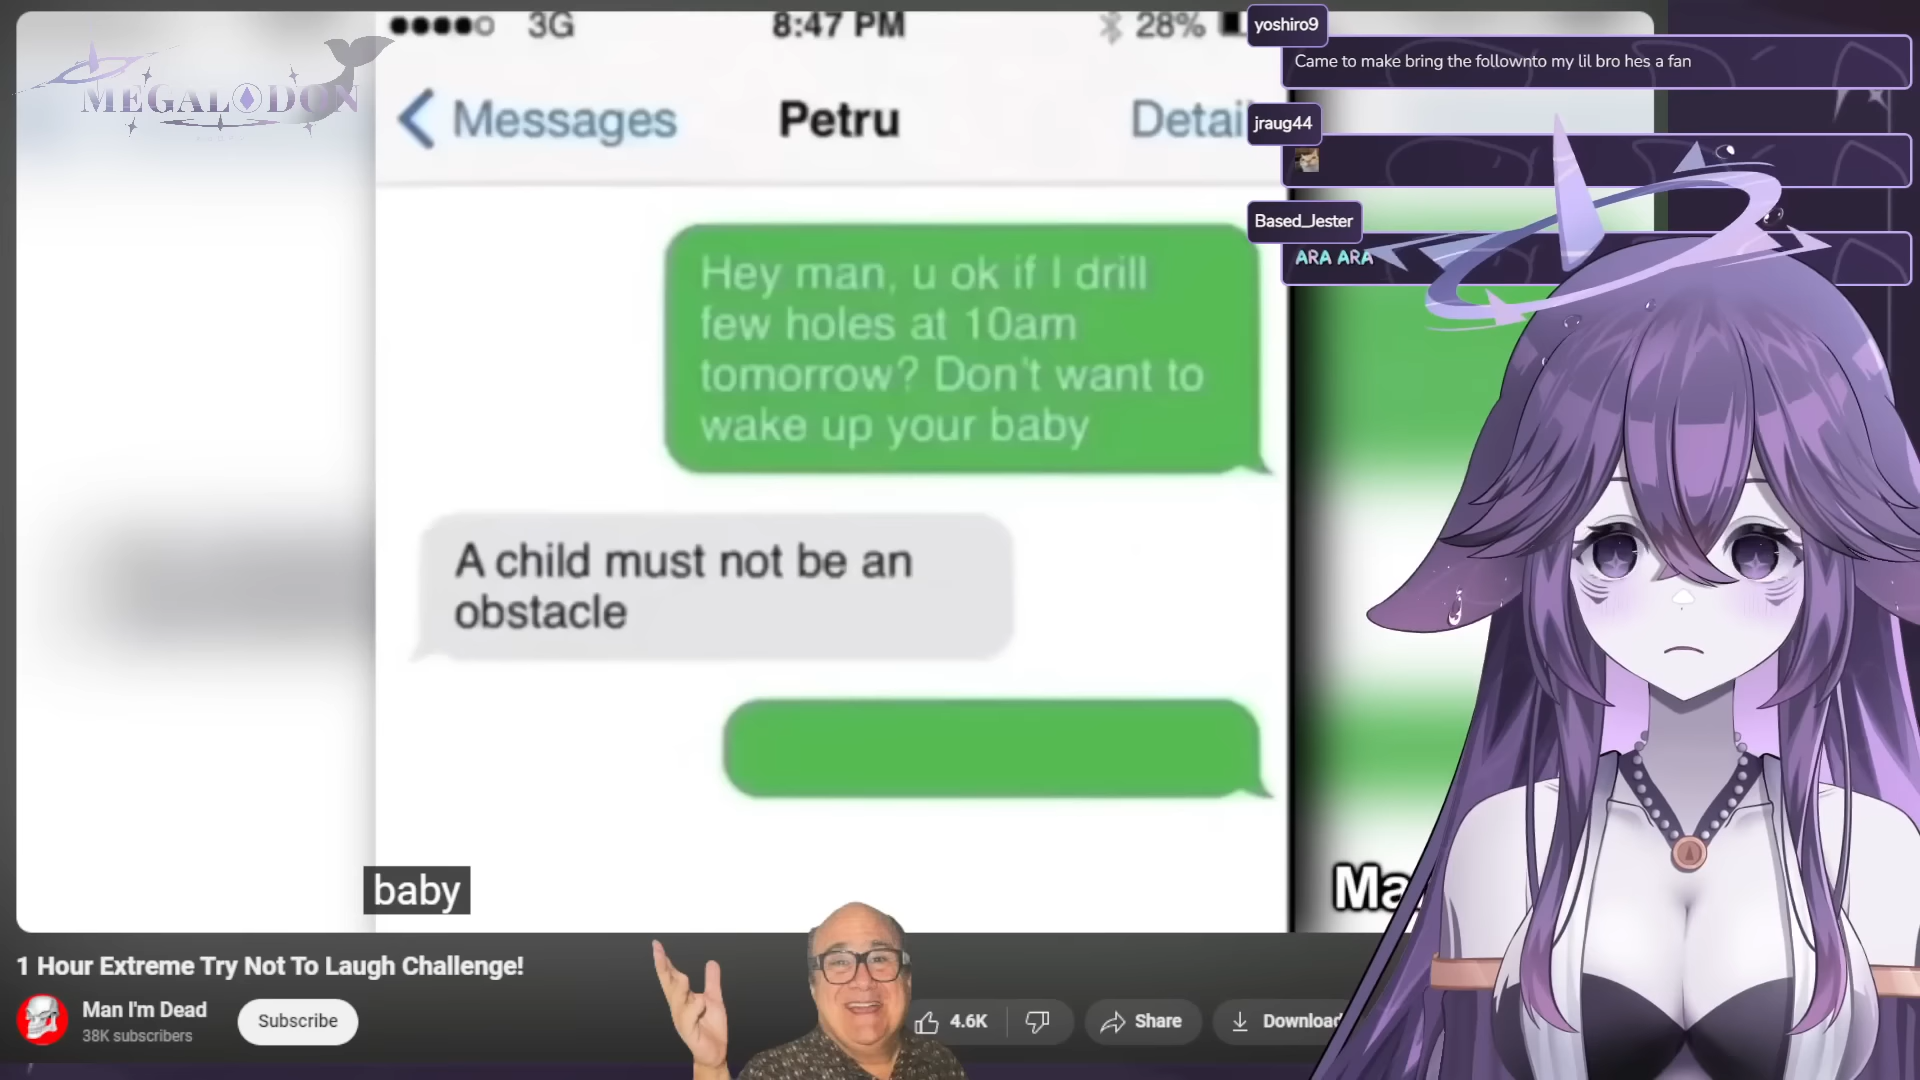 3G
8:47 PM
28%
MEGALODON
Messages
Petru
Detai
Hey man, u ok if I drill
few holes at 10am
tomorrow? Don't want to
wake up your baby
A child must not be an
obstacle
baby
Ma
yoshiro9
Came to make bring the follownto my lil bro hes a fan
jraug44
Based_Jester
ARA ARA
1 Hour Extreme Try Not To Laugh Challenge!
Man I'm Dead
38K subscribers
Subscribe
4.6K
Share
Download